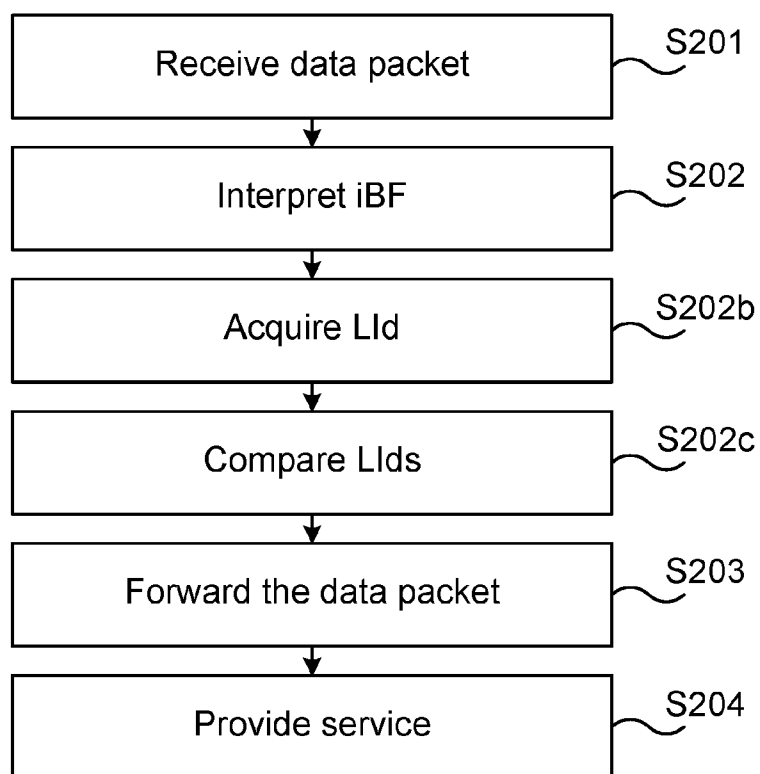 Receive data packet
S201
Interpret iBF
S202
Acquire LId
S202b
Compare LIds
S202c
Forward the data packet
S203
Provide service
S204